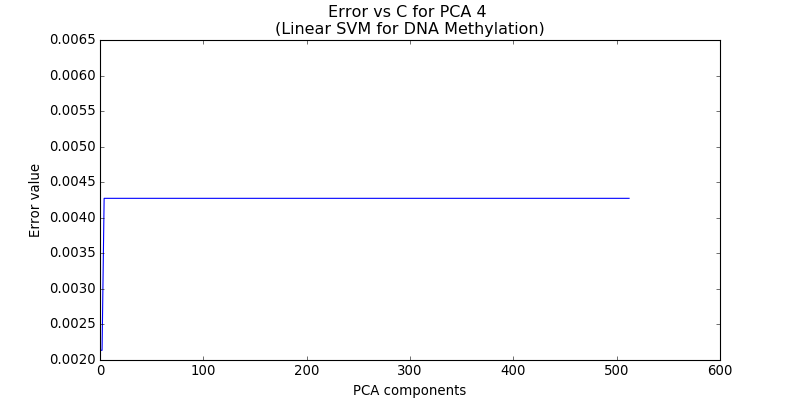 Error vs C for PCA 4
(Linear SVM for DNA Methylation)
0.0065
0.0060
0.0055
0.0050
0.0045
0.0040
0.0035
0.0030
0.0025
0.0020
Error value
0 100 200 300 400 500 600
PCA components